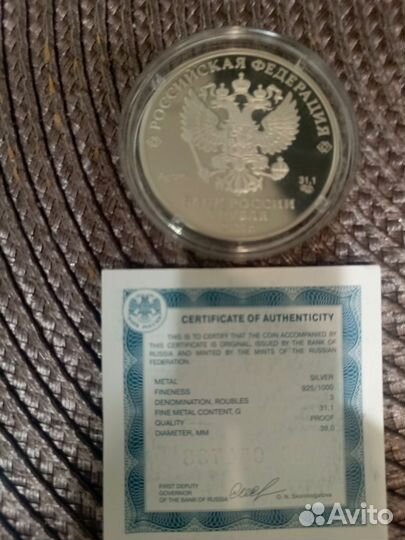 РОССИЙСКАЯ ФЕДЕРАЦИЯ
31,1
БАНК РОССИИ
CERTIFICATE OF AUTHENTICITY
THIS IS TO CERTIFY THAT THE COIN ACCOMPANIED BY
THIS CERTIFICATE IS ORIGINAL, ISSUED BY THE BANK OF
RUSSIA AND MINTED BY THE MINTS OF THE RUSSIAN
FEDERATION.
METAL SILVER
FINENESS 925/1000
DENOMINATION, ROUBLES 3
FINE METAL CONTENT, G 31.1
QUALITY PROOF
DIAMETER, MM 39,0
FIRST DEPUTY
GOVERNOR
OF THE BANK OF RUSSIA
O. N. Skorobogatova
Avito